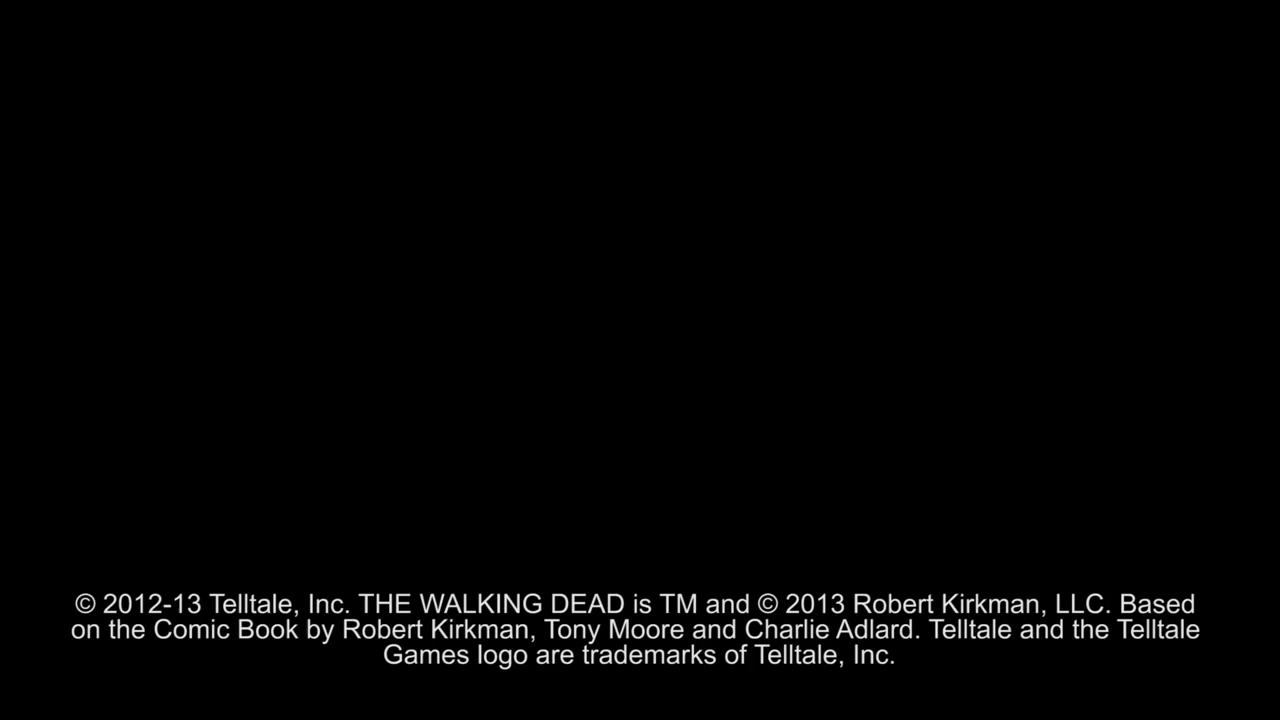 © 2012-13 Telltale, Inc. THE WALKING DEAD is TM and © 2013 Robert Kirkman, LLC. Based
on the Comic Book by Robert Kirkman, Tony Moore and Charlie Adlard. Telltale and the Telltale
Games logo are trademarks of Telltale, Inc.